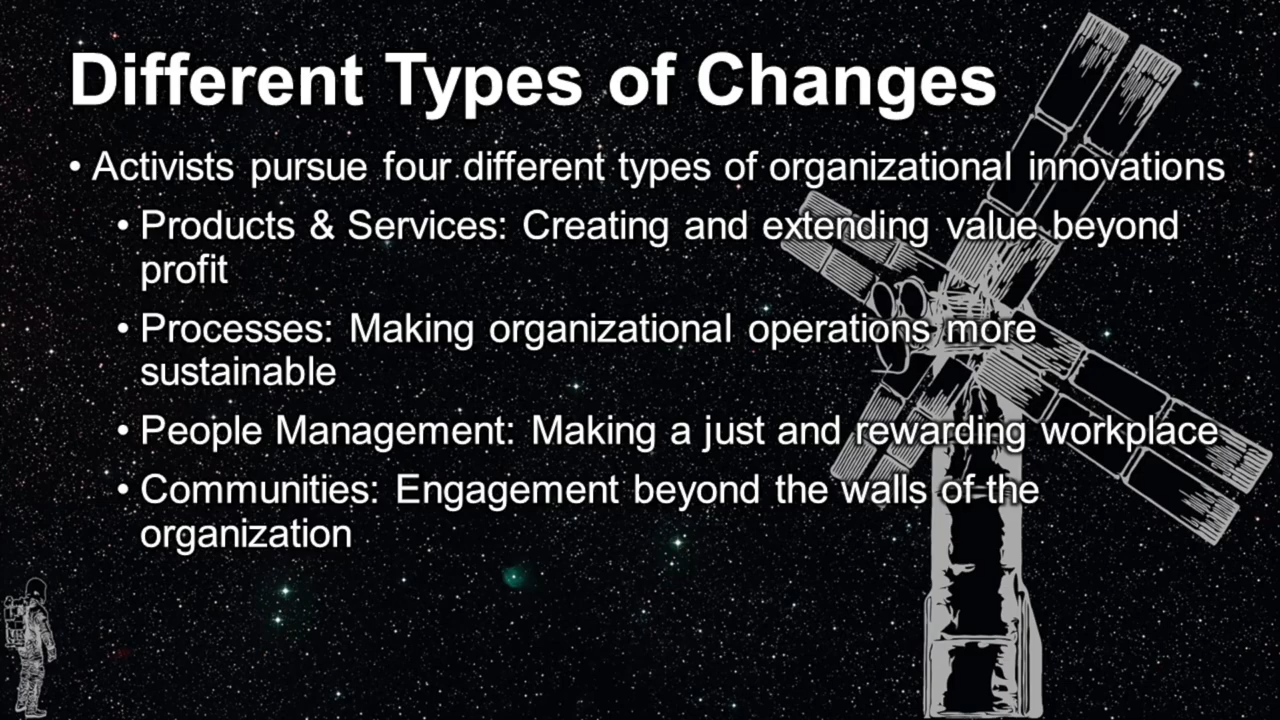 Different Types of Changes
• Activists pursue four different types of organizational innovations
• Products & Services: Creating and extending value beyond
profit
• Processes: Making organizational operations more
sustainable
• People Management: Making a just and rewarding workplace
• Communities: Engagement beyond the walls of the
organization